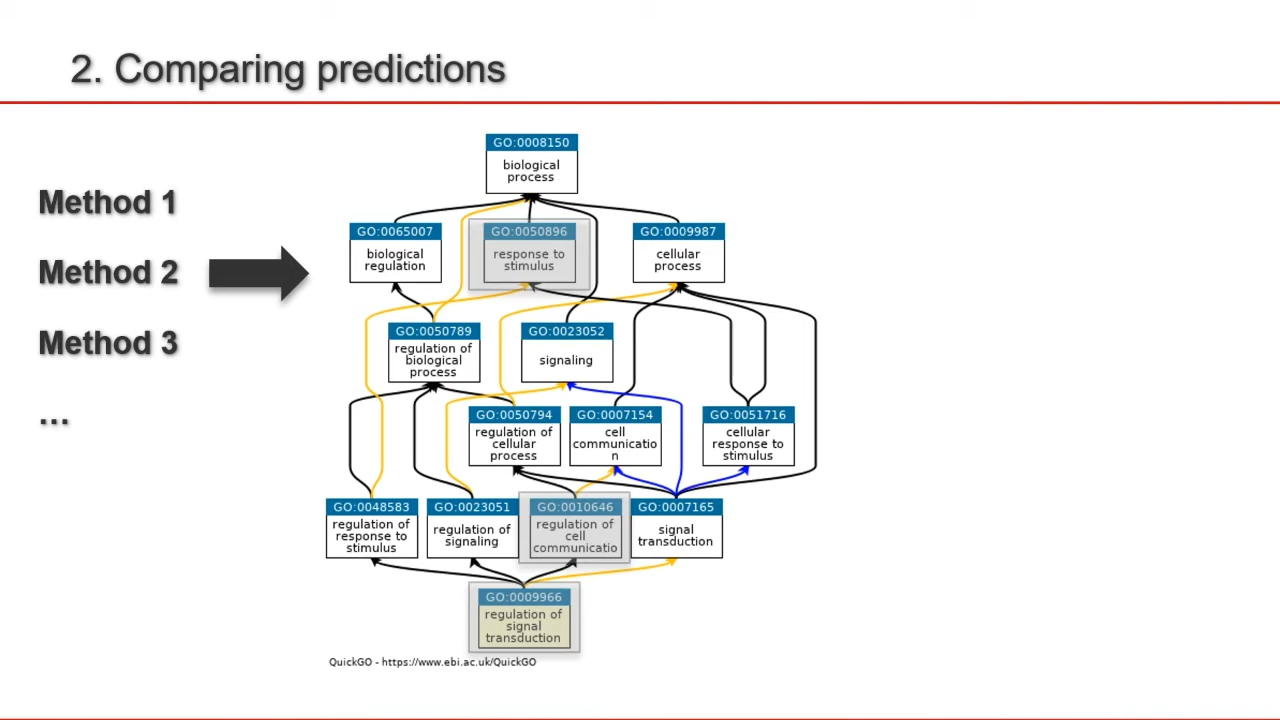 2. Comparing predictions
Method 1
Method 2
Method 3
...
GO:0008150
biological
process
GO:0065007
biological
regulation
GO:0050896
response to
stimulus
GO:0009987
cellular
process
GO:0050789
regulation of
biological
process
GO:0023052
signaling
GO:0050794
regulation of
cellular
process
GO:0007154
cell
communicatio
n
GO:0051716
cellular
response to
stimulus
GO:0048583
regulation of
response to
stimulus
GO:0023051
regulation of
signaling
GO:0010646
regulation of
cell
communicatio
GO:0007165
signal
transduction
GO:0009966
regulation of
signal
transduction
QuickGO - https://www.ebi.ac.uk/QuickGO